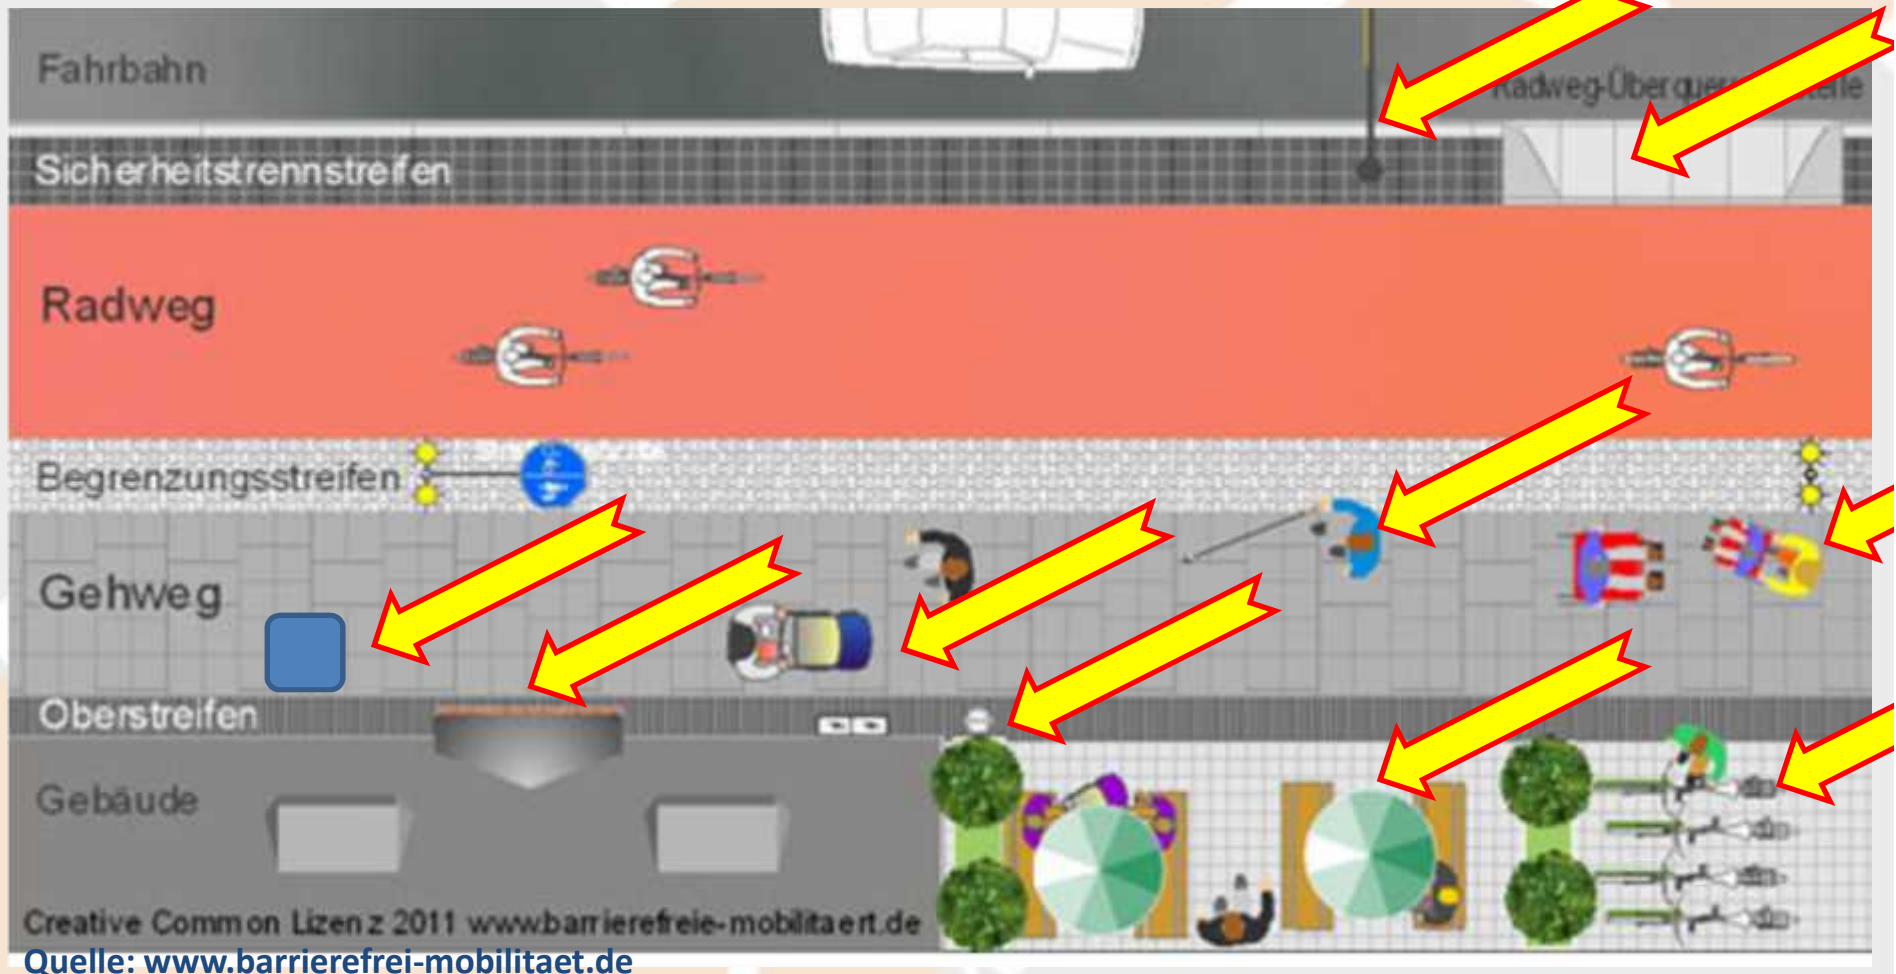 Fahrbahn
Sicherheitstrennstreifen
Radweg
Begrenzungsstreifen
Gehweg
Oberstreifen
Gebäude
Creative Common Lizenz 2011 www.barrierefreie-mobilitaert.de
Quelle: www.barrierefrei-mobilitaet.de